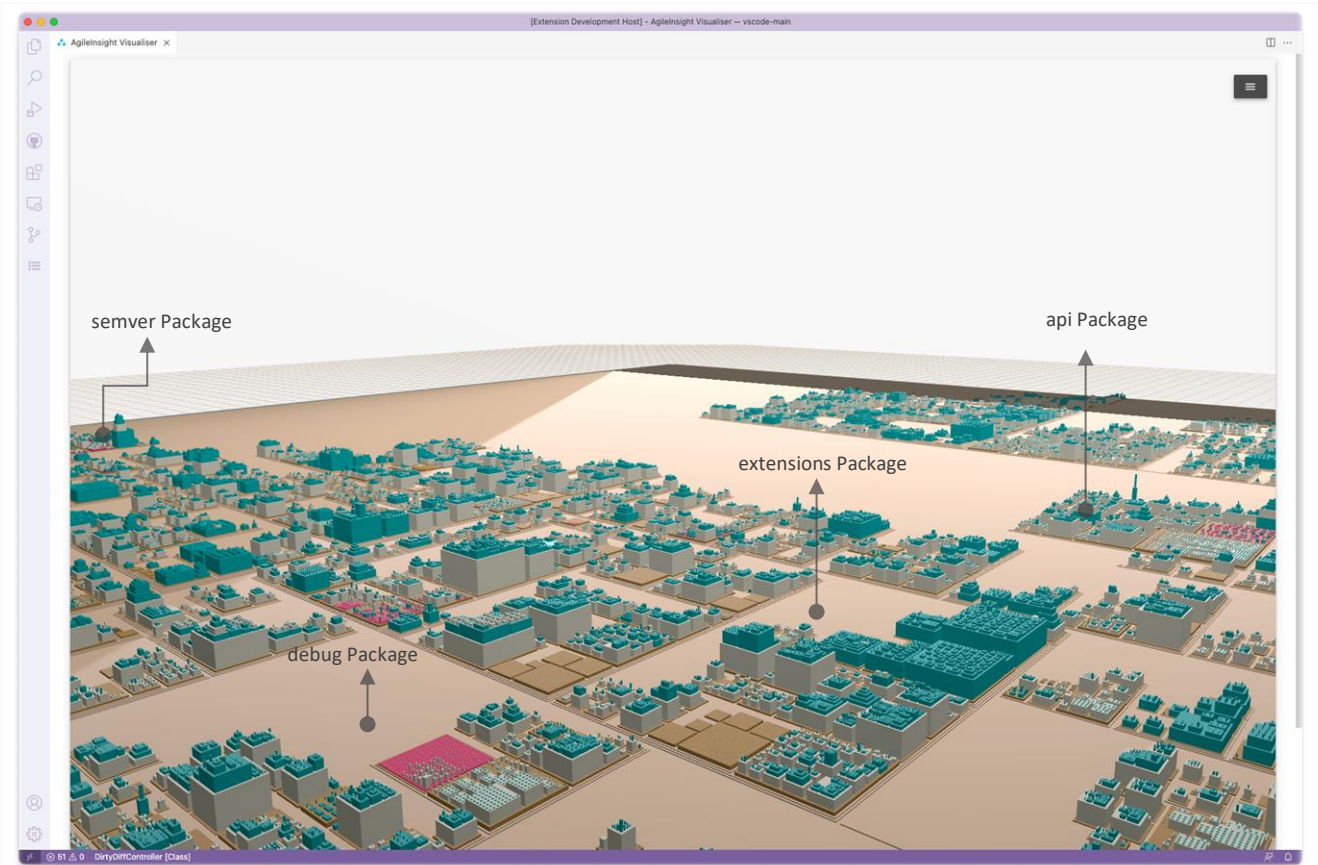 [Extension Development Host] - AgileInsight Visualiser — vscode-main
AgileInsight Visualiser
semver Package
api Package
extensions Package
debug Package
51 0 DirtyDiffController [Class]